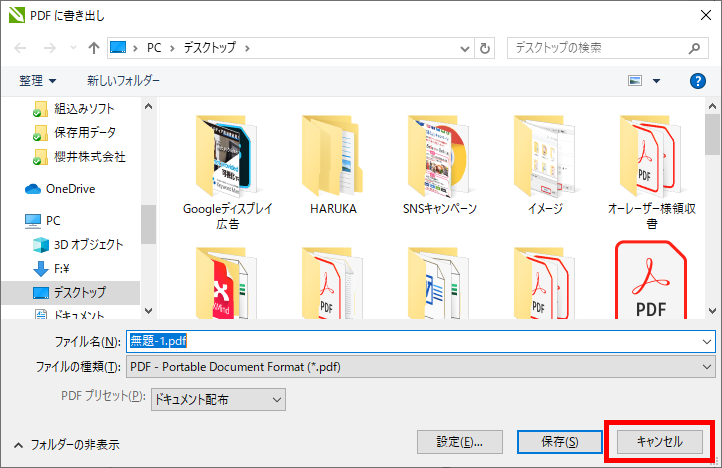 PDF に書き出し
PC
デスクトップ
デスクトップの検索
整理
新しいフォルダー
組込みソフト
保存用データ
櫻井株式会社
OneDrive
PC
3D オブジェクト
F:¥
デスクトップ
ドキュメント
Googleディスプレイ
広告
HARUKA
SNSキャンペーン
イメージ
PDF
オーレーザー様領収
書
PDF
PDF
PDF
ファイル名(N):
無題-1.pdf
ファイルの種類(T):
PDF - Portable Document Format (*.pdf)
PDF プリセット(P):
ドキュメント配布
フォルダーの非表示
設定(E)...
保存(S)
キャンセル